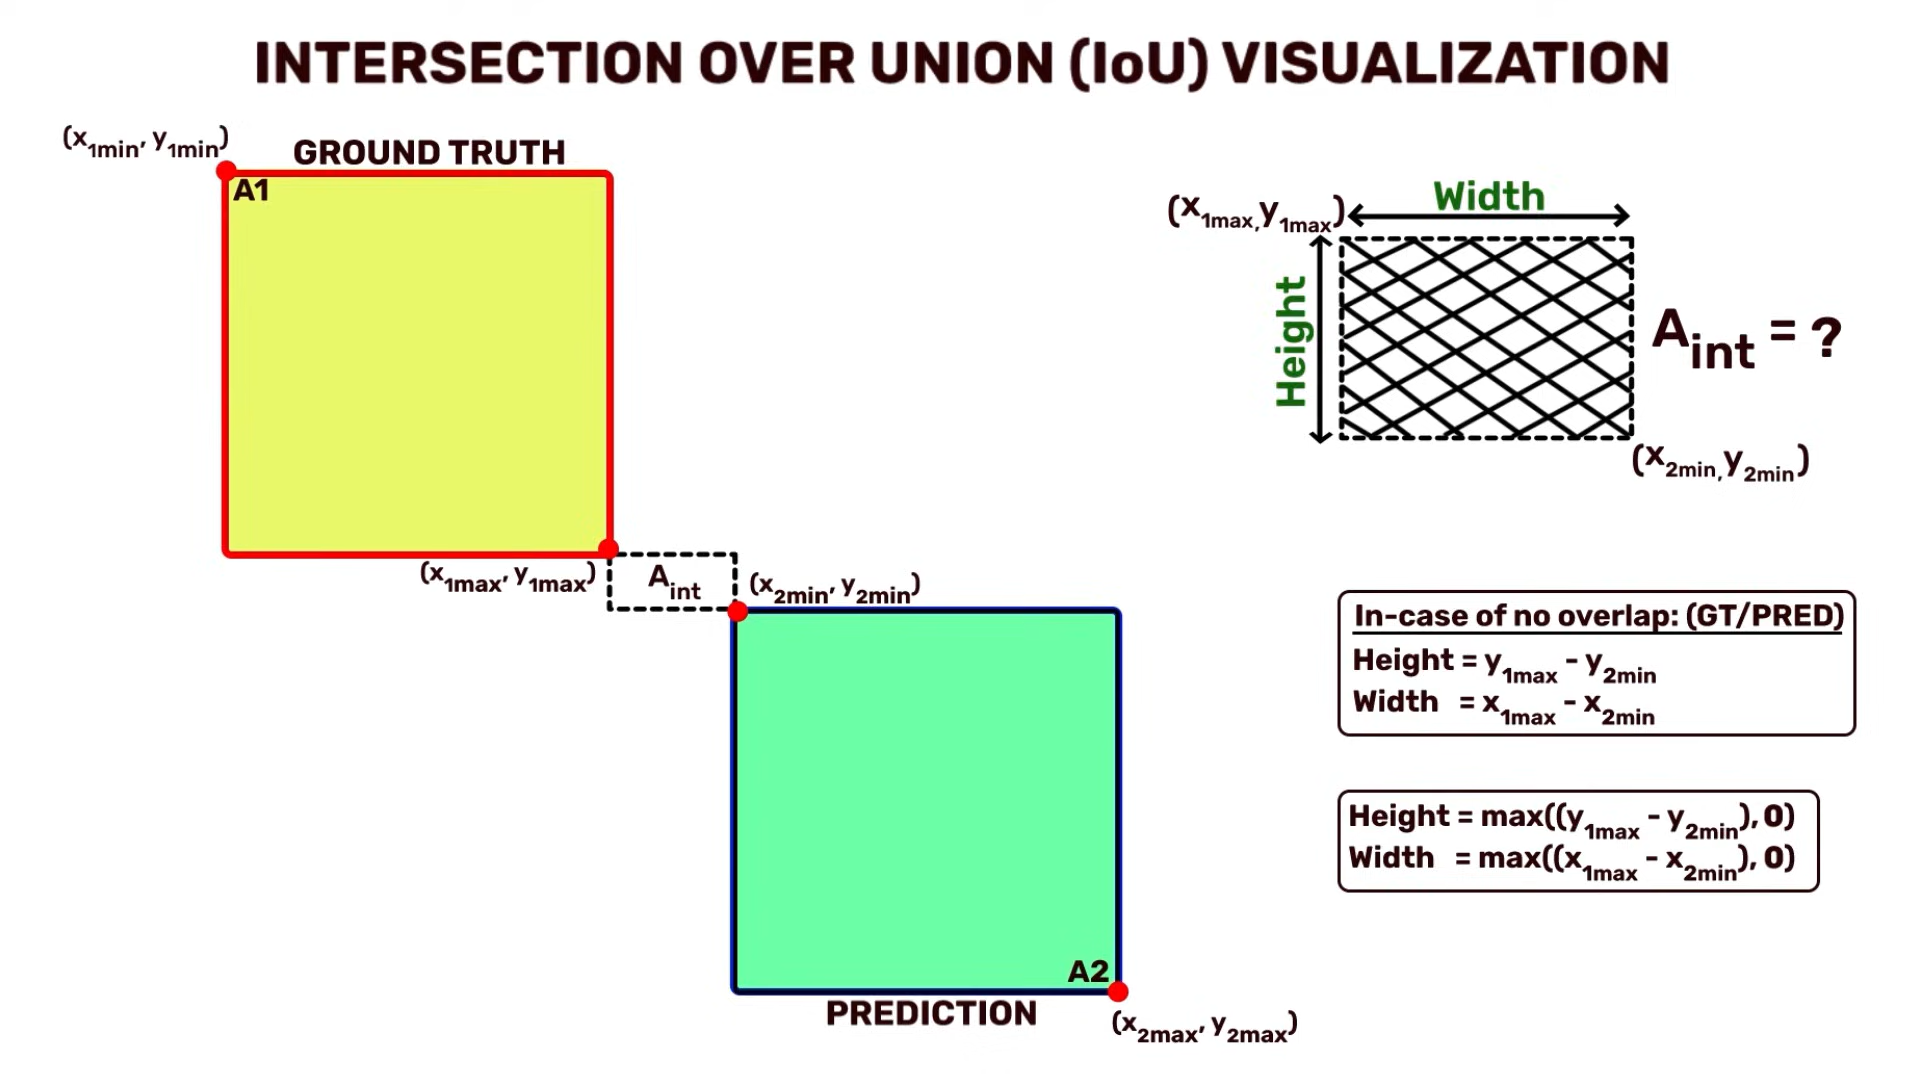 INTERSECTION OVER UNION (IoU) VISUALIZATION
(x1min, y1min)
GROUND TRUTH
A1
(x1max, y1max)
Aint
(x2min, y2min)
A2
PREDICTION
(x2max, y2max)
(x1max, y1max)
Width
Height
Aint = ?
(x2min, y2min)
In-case of no overlap: (GT/PRED)
Height = y1max - y2min
Width = x1max - x2min
Height = max((y1max - y2min), 0)
Width = max((x1max - x2min), 0)